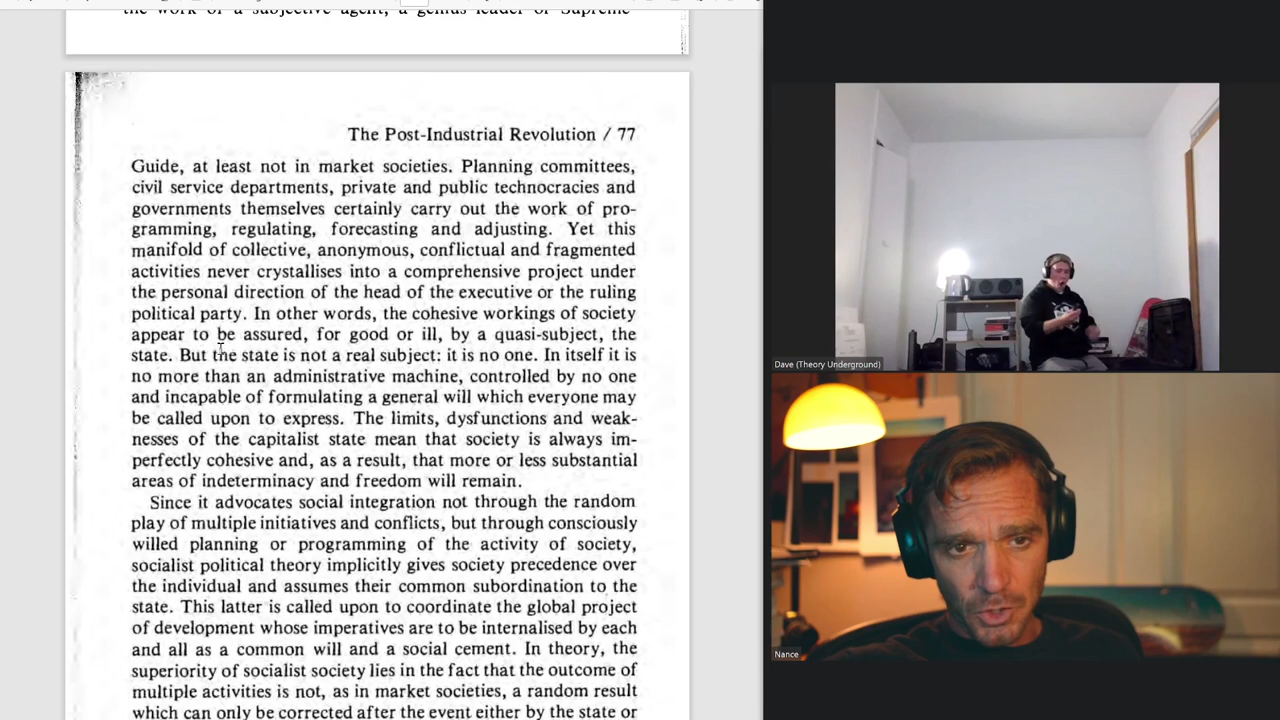 the work of a subjective agent, a genius leader or Supreme
The Post-Industrial Revolution / 77
Guide, at least not in market societies. Planning committees,
civil service departments, private and public technocracies and
governments themselves certainly carry out the work of pro-
gramming, regulating, forecasting and adjusting. Yet this
manifold of collective, anonymous, conflictual and fragmented
activities never crystallises into a comprehensive project under
the personal direction of the head of the executive or the ruling
political party. In other words, the cohesive workings of society
appear to be assured, for good or ill, by a quasi-subject, the
state. But the state is not a real subject: it is no one. In itself it is
no more than an administrative machine, controlled by no one
and incapable of formulating a general will which everyone may
be called upon to express. The limits, dysfunctions and weak-
nesses of the capitalist state mean that society is always im-
perfectly cohesive and, as a result, that more or less substantial
areas of indeterminacy and freedom will remain.
Since it advocates social integration not through the random
play of multiple initiatives and conflicts, but through consciously
willed planning or programming of the activity of society,
socialist political theory implicitly gives society precedence over
the individual and assumes their common subordination to the
state. This latter is called upon to coordinate the global project
of development whose imperatives are to be internalised by each
and all as a common will and a social cement. In theory, the
superiority of socialist society lies in the fact that the outcome of
multiple activities is not, as in market societies, a random result
which can only be corrected after the event either by the state or
Dave (Theory Underground)
Nance